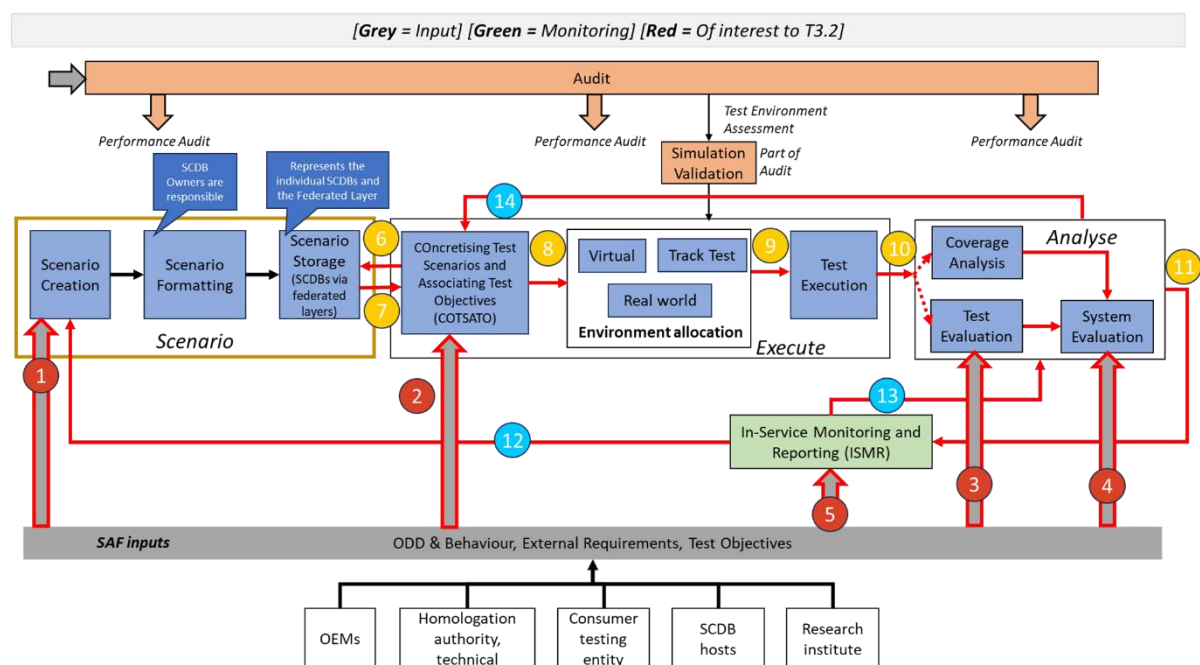 [Grey = Input] [Green = Monitoring] [Red = Of interest to T3.2]
Audit
Performance Audit
Performance Audit
Performance Audit
Test Environment
Assessment
Simulation
Validation
Part of
Audit
SCDB
Owners are
responsible
Represents the
individual SCDBs and
the Federated Layer
14
Scenario
Creation
Scenario
Formatting
Scenario
Storage
(SCDBs via
federated
layers)
Scenario
6
7
COncretising Test
Scenarios and
Associating Test
Objectives
(COTSATO)
8
Virtual
Track Test
Real world
Environment allocation
9
Test
Execution
Execute
10
Analyse
Coverage
Analysis
Test
Evaluation
System
Evaluation
11
1
2
12
13
In-Service Monitoring and
Reporting (ISMR)
3
4
5
SAF inputs
ODD & Behaviour, External Requirements, Test Objectives
OEMs
Homologation
authority,
technical
Consumer
testing
entity
SCDB
hosts
Research
institute